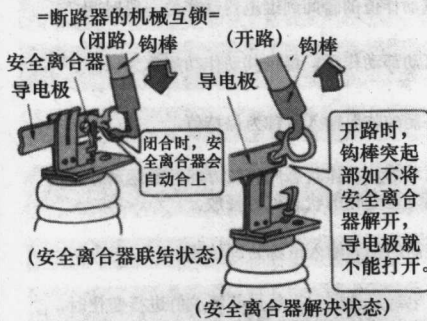 =断路器的机械互锁=
(闭路)
钩棒
安全离合器
导电极
闭合时，安
全离合器会
自动合上
(安全离合器联结状态)
(开路)
钩棒
导电极
开路时，
钩棒突起
部如不将
安全离合
器解开，
导电极就
不能打开。
(安全离合器解决状态)